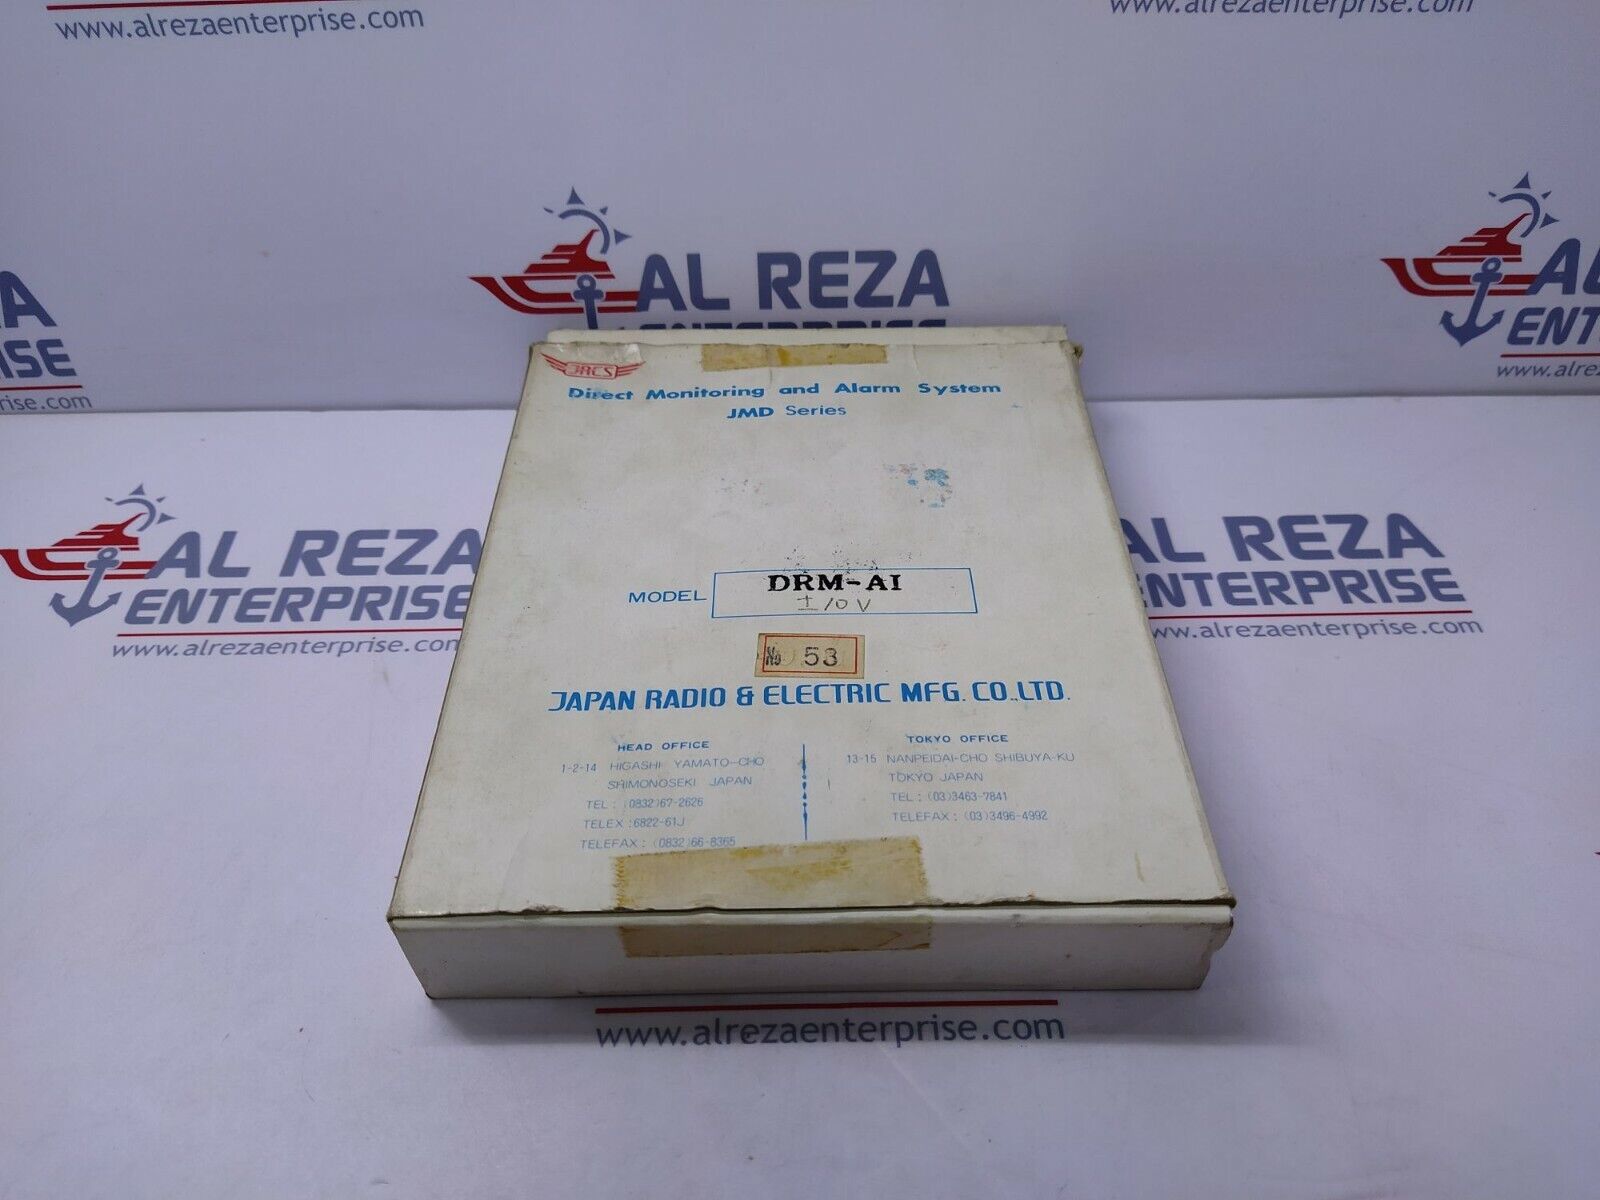 www.alrezaenterprise.com
www.alrezaenterprise.com
AL REZA
ENTERPRISE
A
ENT
A
ISE
.com
JRCS
Direct Monitoring and Alarm System
JMD Series
MODEL DRM-AI
±10V
№ 53
JAPAN RADIO & ELECTRIC MFG. CO., LTD.
HEAD OFFICE
1-2-14 HIGASHI YAMATO-CHO
SHIMONOSEKI JAPAN
TEL : (0832)67-2626
TELEX : 6822-61J
TELEFAX : (0832)66-8365
TOKYO OFFICE
13-15 NANPEIDAI-CHO SHIBUYA-KU
TOKYO JAPAN
TEL : (03)3463-7841
TELEFAX : (03)3496-4992
AL REZA
ENTERPRISE
www.alrezaenterprise.com
AL REZA
ENTERPRISE
www.alrezaenterprise.com
www.alrezaenterprise.com